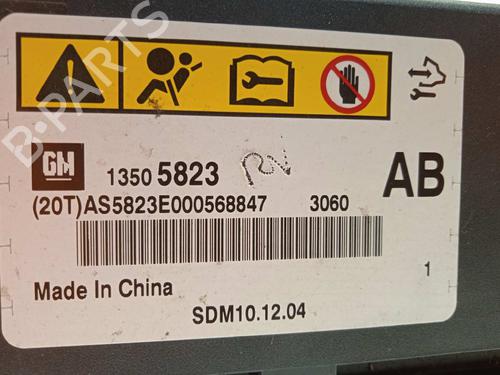 B·PARTS
GM
1350 5823
AB
(20T)AS5823E000568847 3060
1
Made In China
SDM10.12.04